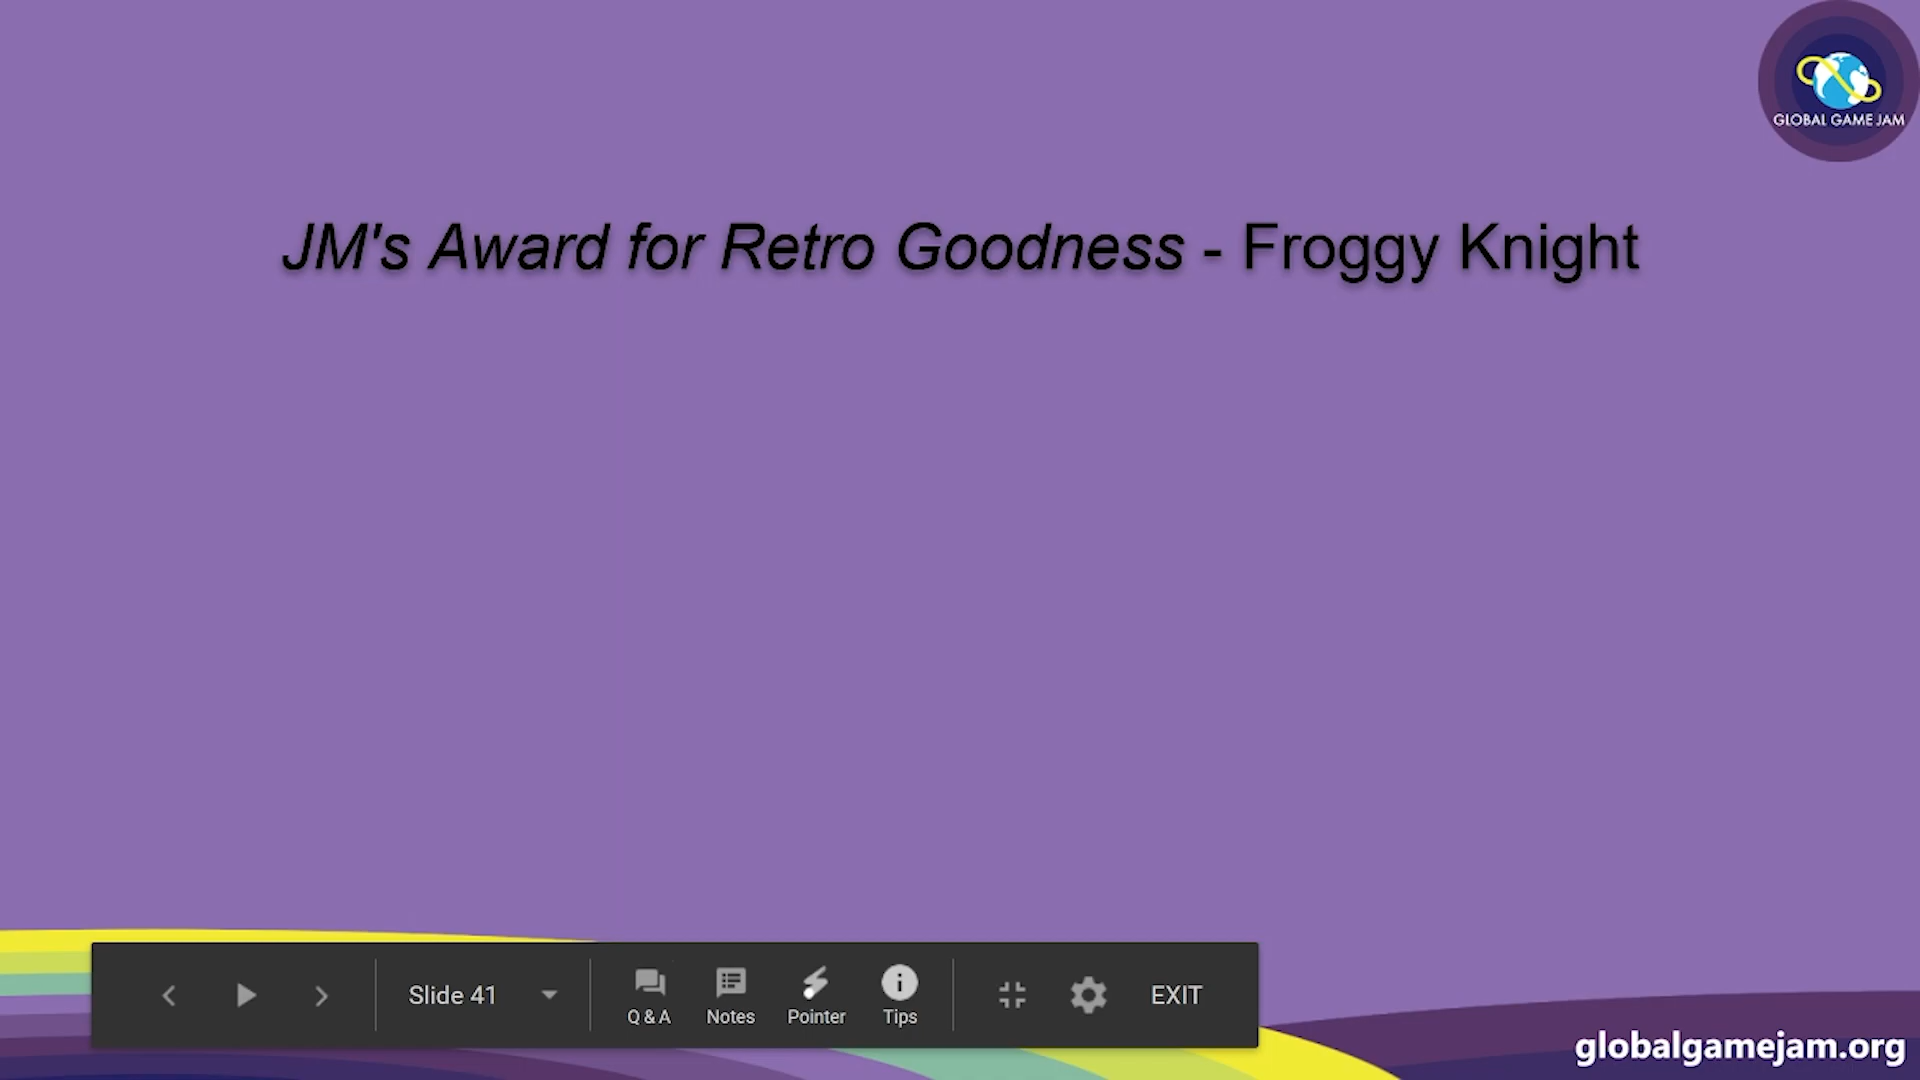 GLOBAL GAME JAM
JM's Award for Retro Goodness - Froggy Knight
Slide 41
Q & A
Notes
Pointer
Tips
EXIT
globalgamejam.org